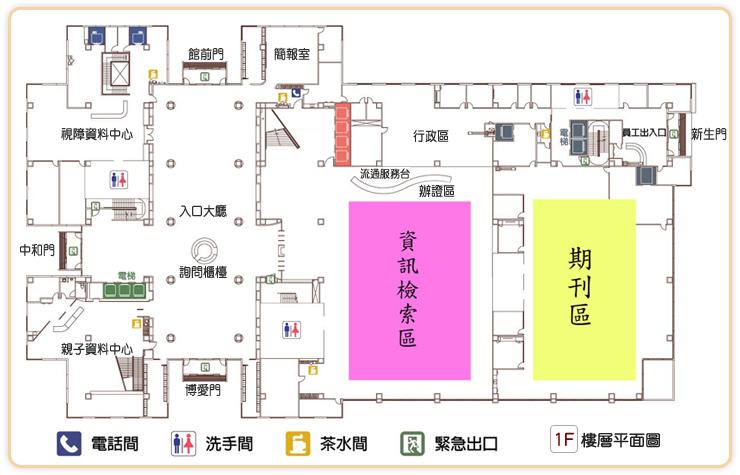 館前門
簡報室
視障資料中心
行政區
電梯
員工出入口
新生門
流通服務台
辦證區
入口大廳
中和門
詢問櫃檯
電梯
資訊檢索區
期刊區
親子資料中心
博愛門
電話間
洗手間
茶水間
緊急出口
1F 樓層平面圖